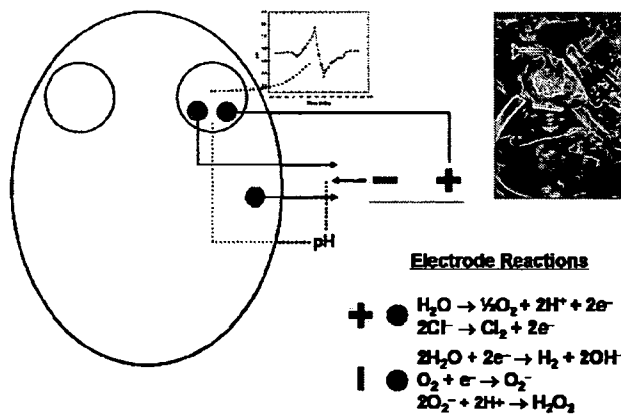 pH
Electrode Reactions
H₂O → ½O₂ + 2H⁺ + 2e⁻
2Cl⁻ → Cl₂ + 2e⁻
2H₂O + 2e⁻ → H₂ + 2OH⁻
O₂ + e⁻ → O₂⁻
2O₂⁻ + 2H+ → H₂O₂